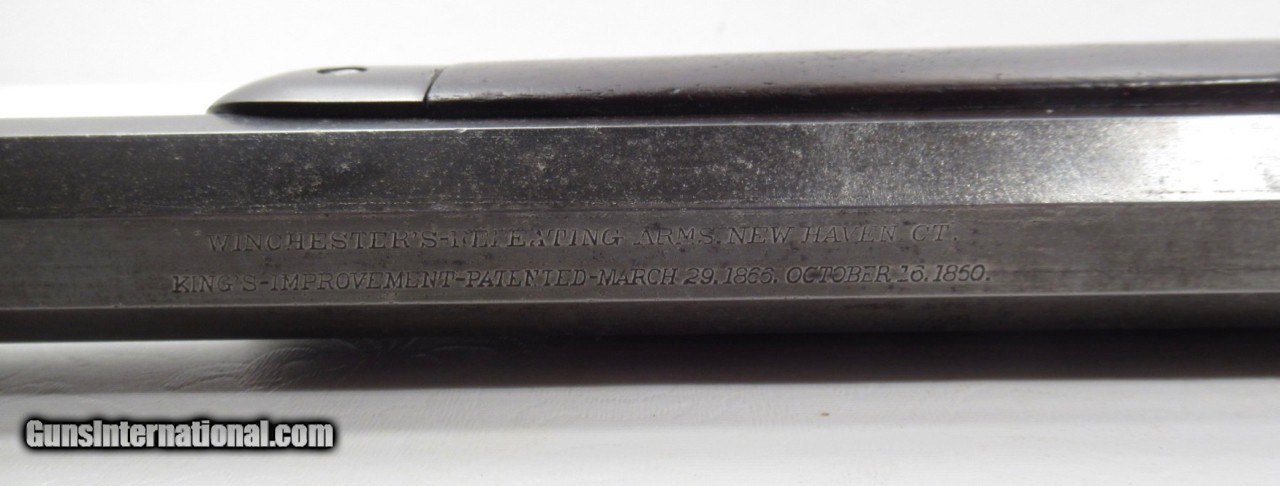 WINCHESTER'S-REPEATING ARMS. NEW HAVEN CT.
KING'S-IMPROVEMENT-PATENTED-MARCH 29. 1866. OCTOBER. 16. 1860.
GunsInternational.com